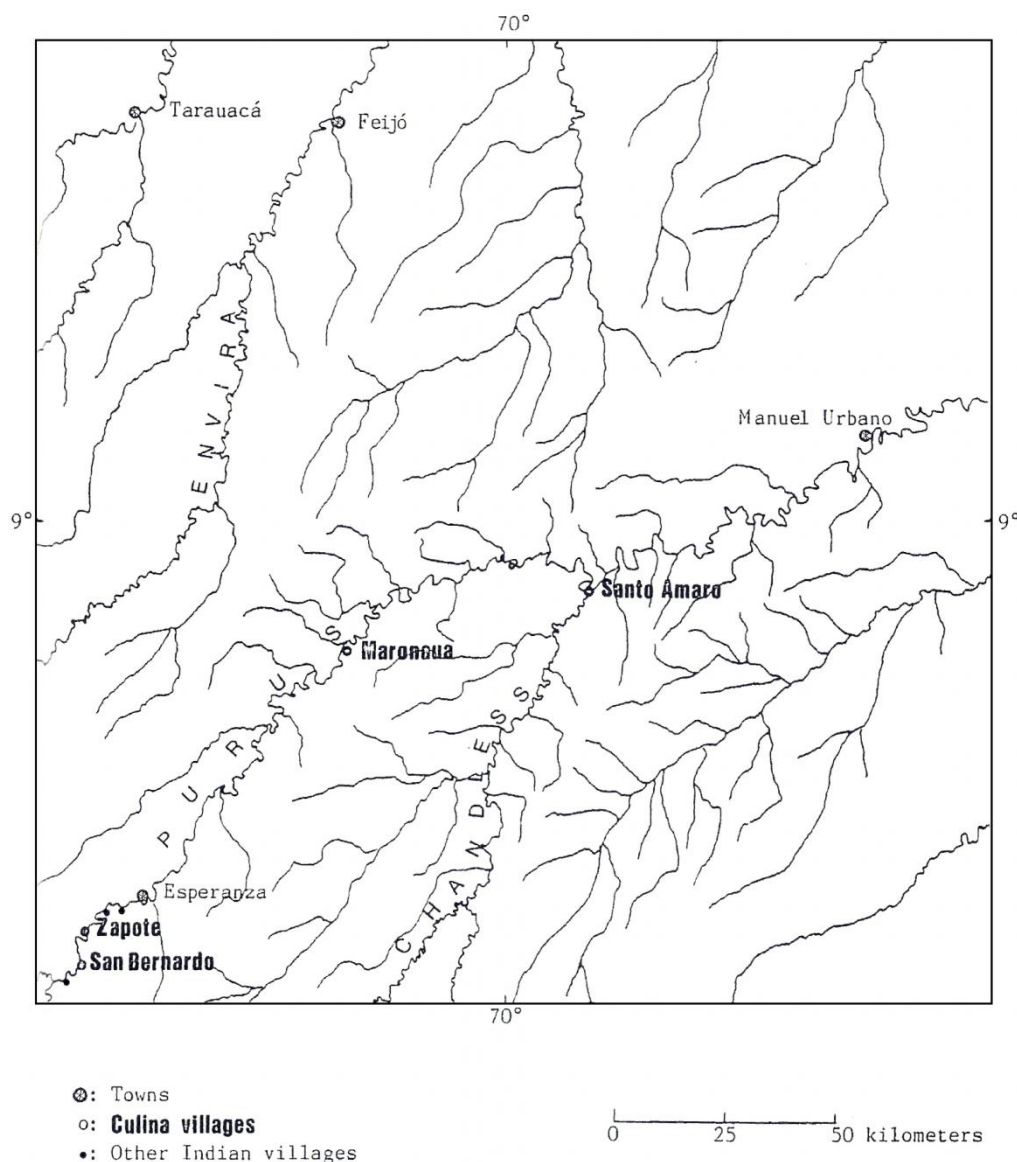 70°
Tarauacá
Feijó
ENVIRA
Manuel Urbano
9°
9°
Santo Amaro
Maronoua
PURUS
CHANDLESS
Esperanza
Zapote
San Bernardo
70°
: Towns
: Culina villages
: Other Indian villages
0 25 50 kilometers